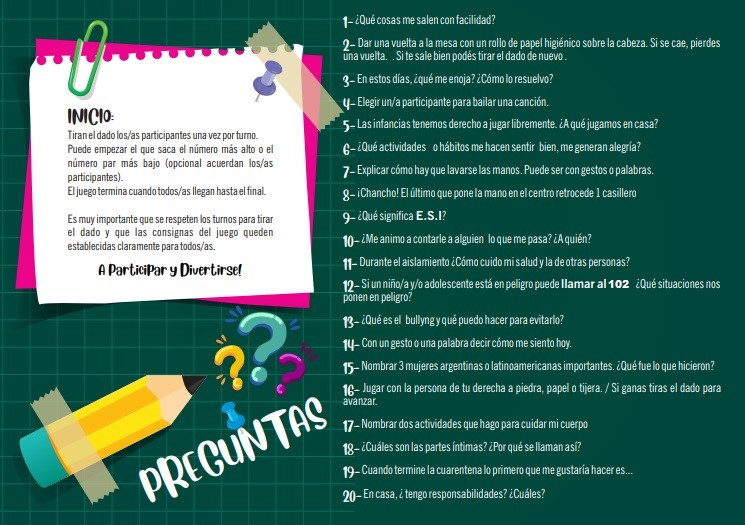 INICIO:
Tiran el dado los/as participantes una vez por turno.
Puede empezar el que saca el número más alto o el
número par más bajo (opcional acuerdan los/as
participantes).
El juego termina cuando todos/as llegan hasta el final.
Es muy importante que se respeten los turnos para tirar
el dado y que las consignas del juego queden
establecidas claramente para todos/as.
A Participar y Divertirse!
PREGUNTAS
1- ¿Qué cosas me salen con facilidad?
2- Dar una vuelta a la mesa con un rollo de papel higiénico sobre la cabeza. Si se cae, pierdes
una vuelta. . Si te sale bien podés tirar el dado de nuevo .
3- En estos días, ¿qué me enoja? ¿Cómo lo resuelvo?
4- Elegir un/a participante para bailar una canción.
5- Las infancias tenemos derecho a jugar libremente. ¿A qué jugamos en casa?
6- ¿Qué actividades o hábitos me hacen sentir bien, me generan alegría?
7- Explicar cómo hay que lavarse las manos. Puede ser con gestos o palabras.
8- ¡Chancho! El último que pone la mano en el centro retrocede 1 casillero
9- ¿Qué significa E.S.I?
10- ¿Me animo a contarle a alguien lo que me pasa? ¿A quién?
11- Durante el aislamiento ¿Cómo cuido mi salud y la de otras personas?
12- Si un niño/a y/o adolescente está en peligro puede llamar al 102 ¿Qué situaciones nos
ponen en peligro?
13- ¿Qué es el bullyng y qué puedo hacer para evitarlo?
14- Con un gesto o una palabra decir cómo me siento hoy.
15- Nombrar 3 mujeres argentinas o latinoamericanas importantes. ¿Qué fue lo que hicieron?
16- Jugar con la persona de tu derecha a piedra, papel o tijera. / Si ganas tiras el dado para
avanzar.
17- Nombrar dos actividades que hago para cuidar mi cuerpo
18- ¿Cuáles son las partes íntimas? ¿Por qué se llaman así?
19- Cuando termine la cuarentena lo primero que me gustaría hacer es...
20- En casa, ¿ tengo responsabilidades? ¿Cuáles?